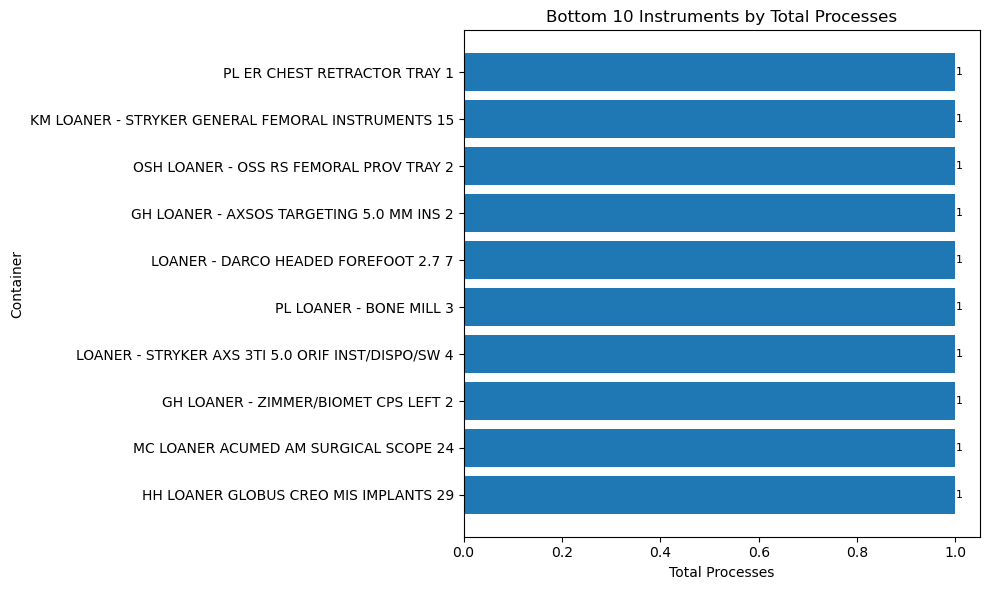 Bottom 10 Instruments by Total Processes
Container
PL ER CHEST RETRACTOR TRAY 1
1
KM LOANER - STRYKER GENERAL FEMORAL INSTRUMENTS 15
1
OSH LOANER - OSS RS FEMORAL PROV TRAY 2
1
GH LOANER - AXSOS TARGETING 5.0 MM INS 2
1
LOANER - DARCO HEADED FOREFOOT 2.7 7
1
PL LOANER - BONE MILL 3
1
LOANER - STRYKER AXS 3TI 5.0 ORIF INST/DISPO/SW 4
1
GH LOANER - ZIMMER/BIOMET CPS LEFT 2
1
MC LOANER ACUMED AM SURGICAL SCOPE 24
1
HH LOANER GLOBUS CREO MIS IMPLANTS 29
1
0.0 0.2 0.4 0.6 0.8 1.0
Total Processes